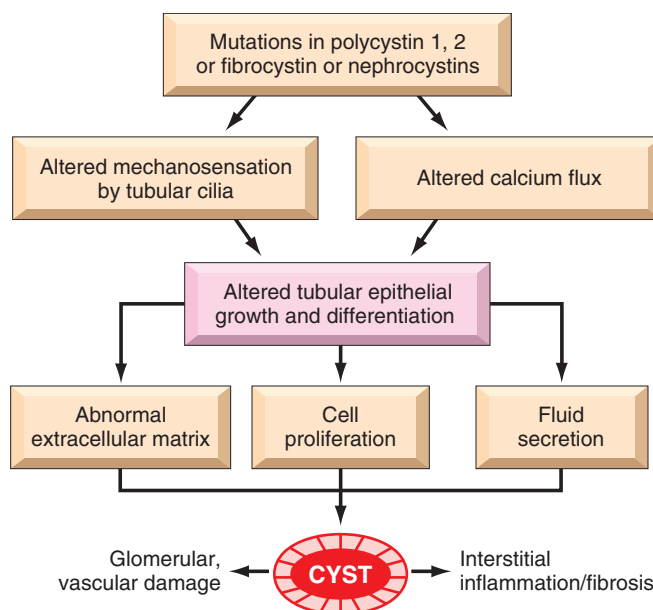 Mutations in polycystin 1, 2
or fibrocystin or nephrocystins
Altered mechanosensation
by tubular cilia
Altered calcium flux
Altered tubular epithelial
growth and differentiation
Abnormal
extracellular matrix
Cell
proliferation
Fluid
secretion
Glomerular,
vascular damage
CYST
Interstitial
inflammation/fibrosis